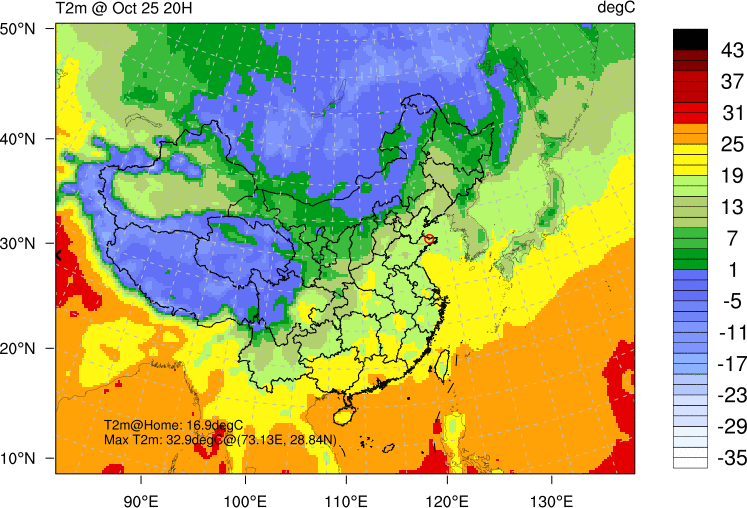 T2m @ Oct 25 20H
degC
50°N
40°N
30°N
20°N
10°N
T2m@Home: 16.9degC
Max T2m: 32.9degC@(73.13E, 28.84N)
90°E
100°E
110°E
120°E
130°E
43
37
31
25
19
13
7
1
-5
-11
-17
-23
-29
-35